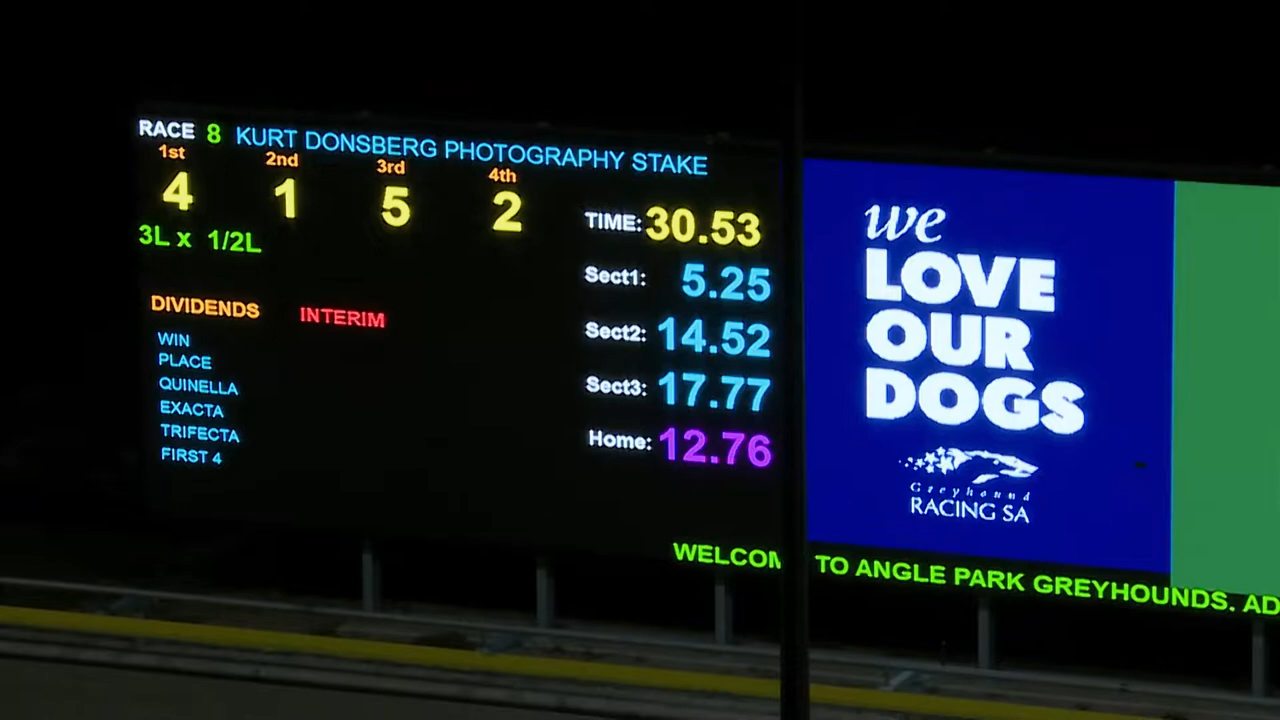 RACE 8 KURT DONSBERG PHOTOGRAPHY STAKE
1st 2nd 3rd 4th
4 1 5 2
3L x 1/2L
DIVIDENDS INTERIM
WIN
PLACE
QUINELLA
EXACTA
TRIFECTA
FIRST 4
TIME: 30.53
Sect1: 5.25
Sect2: 14.52
Sect3: 17.77
Home: 12.76
we
LOVE
OUR
DOGS
Greyhound
RACING SA
WELCOM TO ANGLE PARK GREYHOUNDS. AD